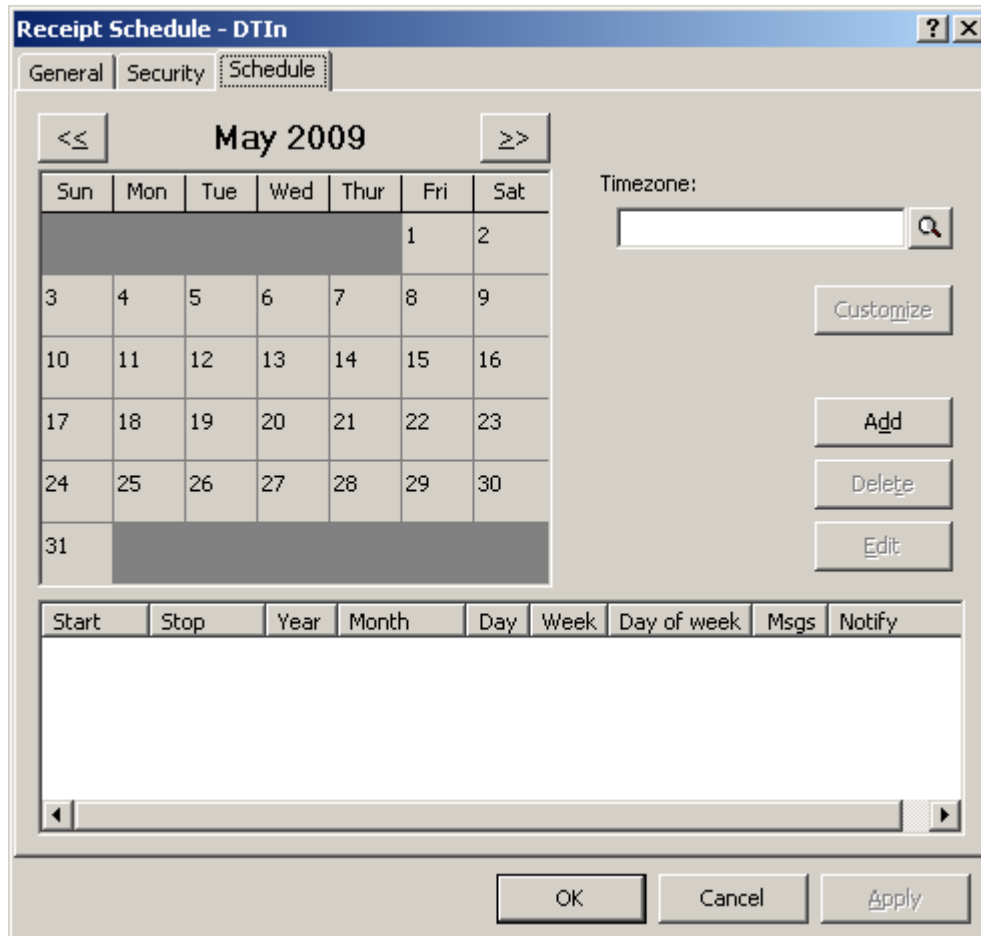 Receipt Schedule - DTIn
General Security Schedule
<< May 2009 >>
Sun Mon Tue Wed Thur Fri Sat
Timezone:
1 2
3 4 5 6 7 8 9
Customize
10 11 12 13 14 15 16
17 18 19 20 21 22 23
Add
24 25 26 27 28 29 30
Delete
31
Edit
Start Stop Year Month Day Week Day of week Msgs Notify
OK Cancel Apply